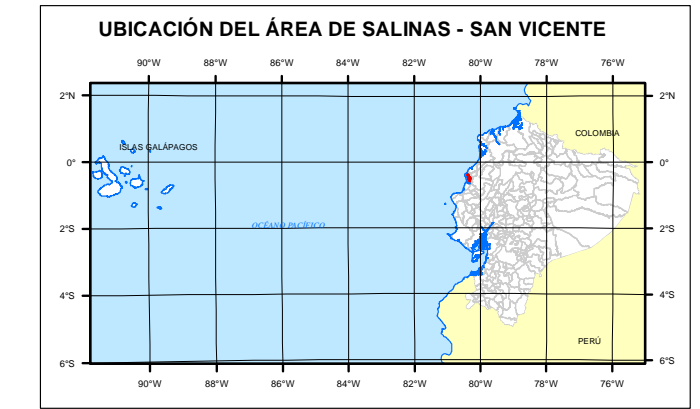 UBICACIÓN DEL ÁREA DE SALINAS - SAN VICENTE
90°W 88°W 86°W 84°W 82°W 80°W 78°W 76°W
2°N 2°N
COLOMBIA
ISLAS GALÁPAGOS
0° 0°
OCÉANO PACÍFICO
2°S 2°S
4°S 4°S
PERÚ
6°S 6°S
90°W 88°W 86°W 84°W 82°W 80°W 78°W 76°W